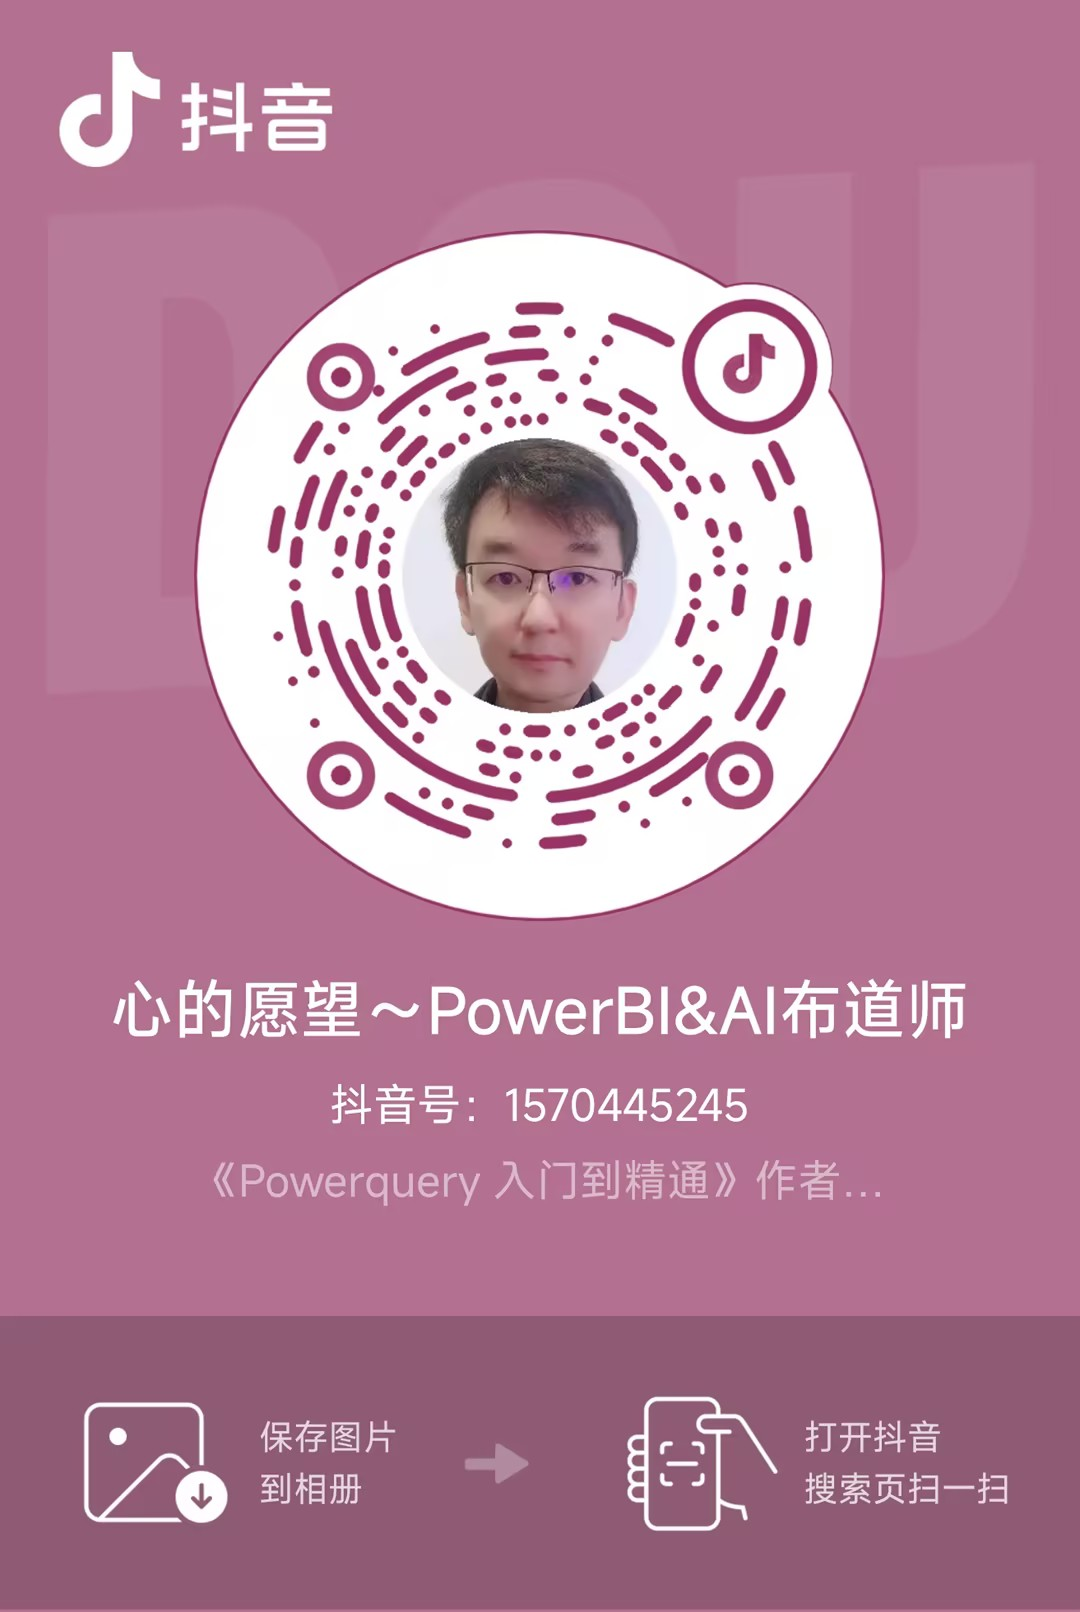 抖音
DOU
心的愿望～PowerBI&AI布道师
抖音号：1570445245
《Powerquery 入门到精通》作者...
保存图片
到相册
打开抖音
搜索页扫一扫